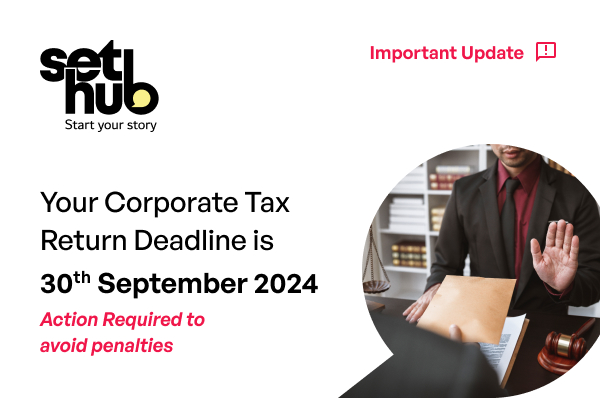 setup
hub
Start your story
Important Update
Your Corporate Tax
Return Deadline is
30th September 2024
Action Required to
avoid penalties